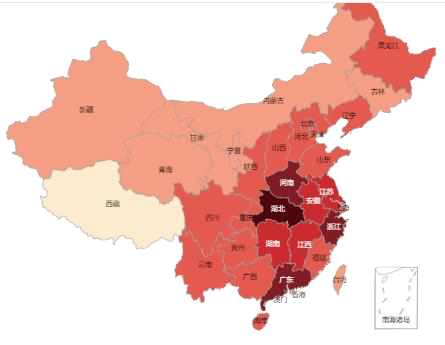 黑龙江
吉林
内蒙古
新疆
辽宁
北京
天津
甘肃
河北
宁夏
山西
山东
陕西
青海
河南
江苏
安徽
西藏
湖北
上海
四川
重庆
浙江
湖南
江西
贵州
福建
云南
广西
广东
台湾
香港
澳门
海南
南海诸岛